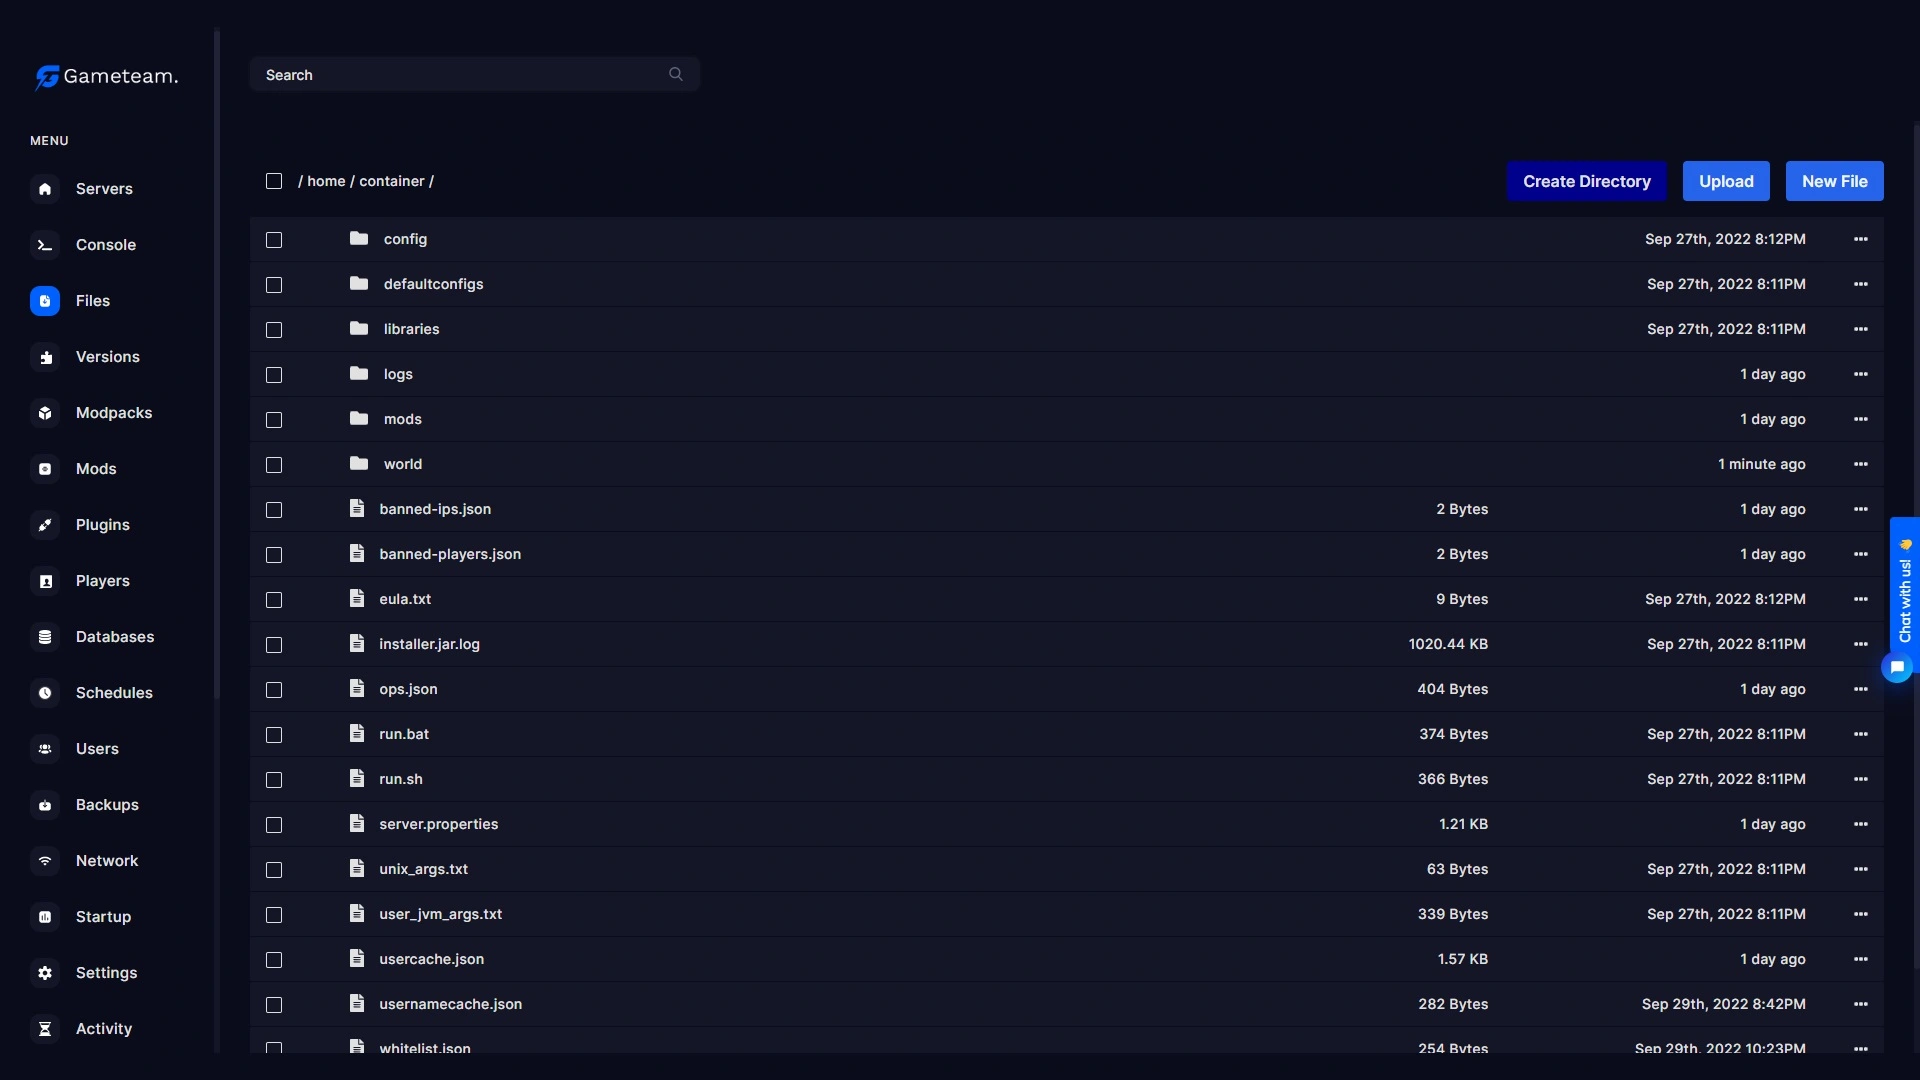 Gameteam.
Search
MENU
Servers
Console
Files
Versions
Modpacks
Mods
Plugins
Players
Databases
Schedules
Users
Backups
Network
Startup
Settings
Activity
/ home / container /
Create Directory Upload New File
config Sep 27th, 2022 8:12PM
defaultconfigs Sep 27th, 2022 8:11PM
libraries Sep 27th, 2022 8:11PM
logs 1 day ago
mods 1 day ago
world 1 minute ago
banned-ips.json 2 Bytes 1 day ago
banned-players.json 2 Bytes 1 day ago
eula.txt 9 Bytes Sep 27th, 2022 8:12PM
installer.jar.log 1020.44 KB Sep 27th, 2022 8:11PM
ops.json 404 Bytes 1 day ago
run.bat 374 Bytes Sep 27th, 2022 8:11PM
run.sh 366 Bytes Sep 27th, 2022 8:11PM
server.properties 1.21 KB 1 day ago
unix_args.txt 63 Bytes Sep 27th, 2022 8:11PM
user_jvm_args.txt 339 Bytes Sep 27th, 2022 8:11PM
usercache.json 1.57 KB 1 day ago
usernamecache.json 282 Bytes Sep 29th, 2022 8:42PM
whitelist.json 254 Bytes Sep 29th, 2022 10:23PM
Chat with us!